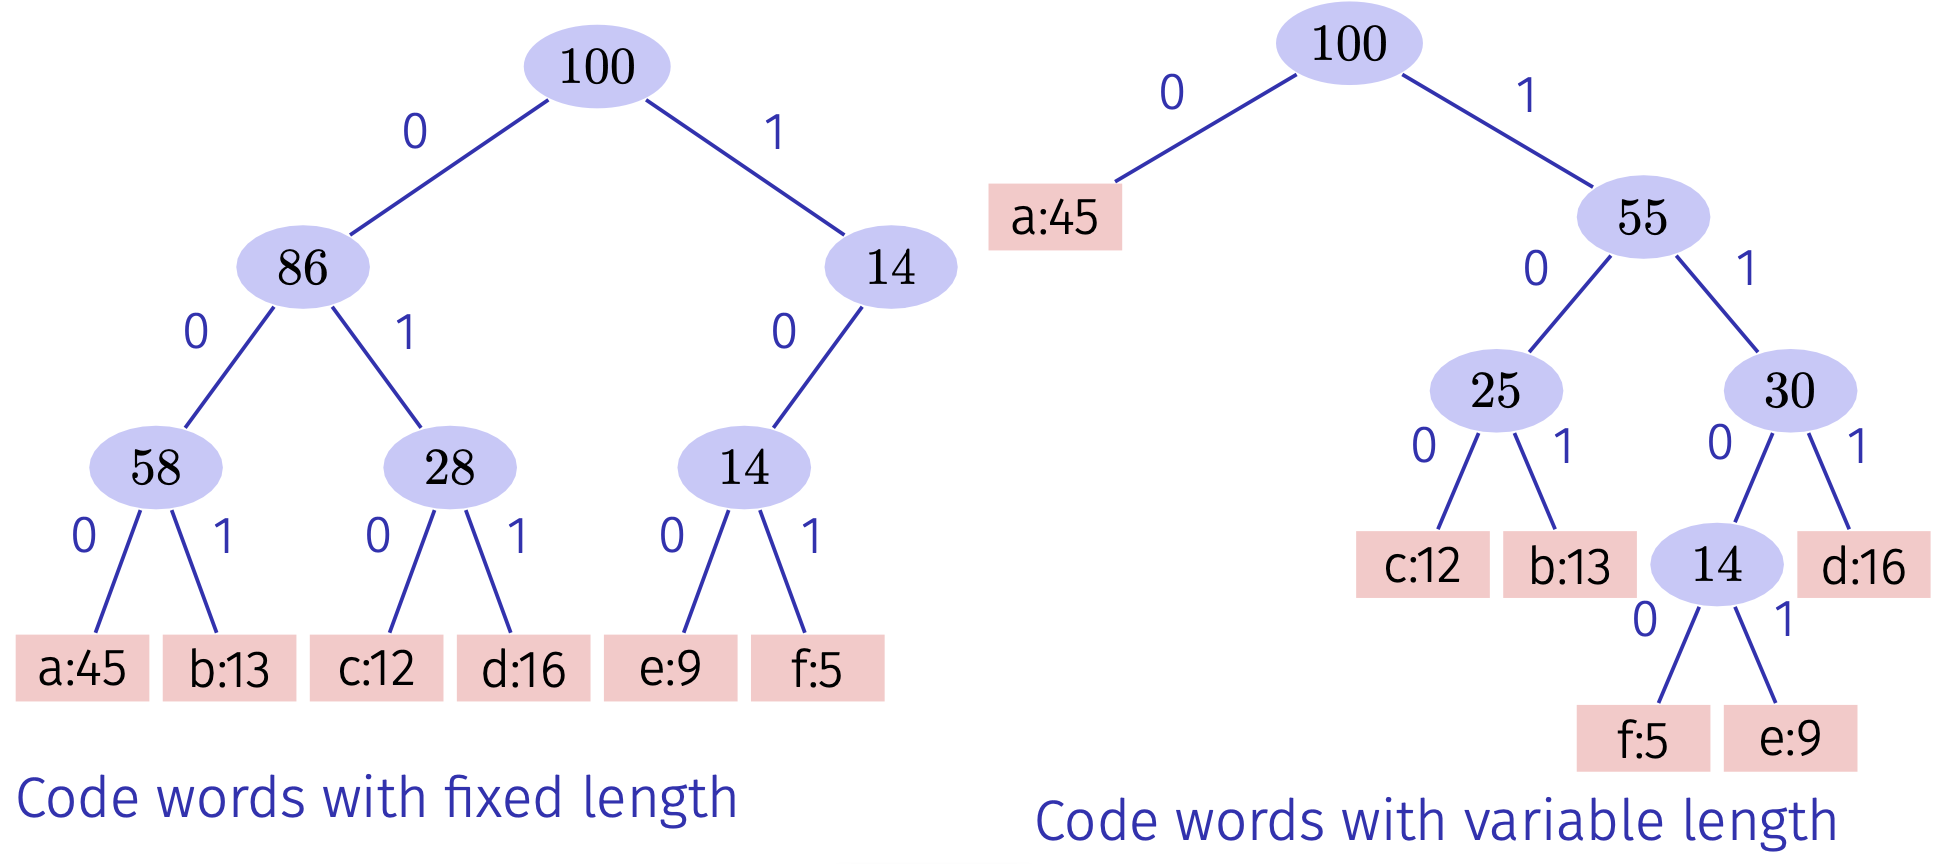 100
0 1
86 14
0 1 0
58 28 14
0 1 0 1 0 1
a:45 b:13 c:12 d:16 e:9 f:5
Code words with fixed length
100
0 1
a:45 55
0 1
25 30
0 1 0 1
c:12 b:13 14 d:16
0 1
f:5 e:9
Code words with variable length